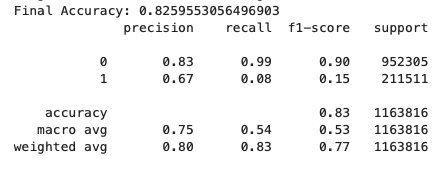 Final Accuracy: 0.8259553056496903
precision recall f1-score support
0 0.83 0.99 0.90 952305
1 0.67 0.08 0.15 211511
accuracy 0.83 1163816
macro avg 0.75 0.54 0.53 1163816
weighted avg 0.80 0.83 0.77 1163816